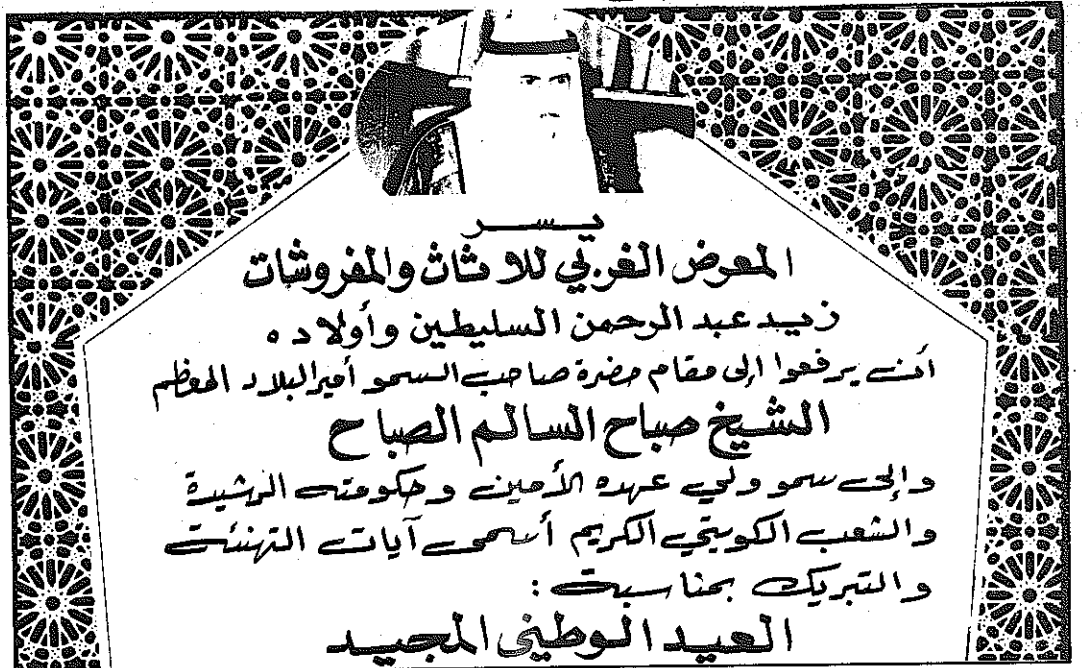 يسر
المعرض الغربي للاثاث والمفروشات
زيد عبد الرحمن السليطين وأولاده
أن يرفعوا إلى مقام حضرة صاحب السمو أمير البلاد المعظم
الشيخ صباح السالم الصباح
وإلى سمو ولي عهده الأمين وحكومته الرشيدة
والشعب الكويتي الكريم أسمى آيات التهنئة
والتبريك بمناسبة :
العيد الوطني المجيد